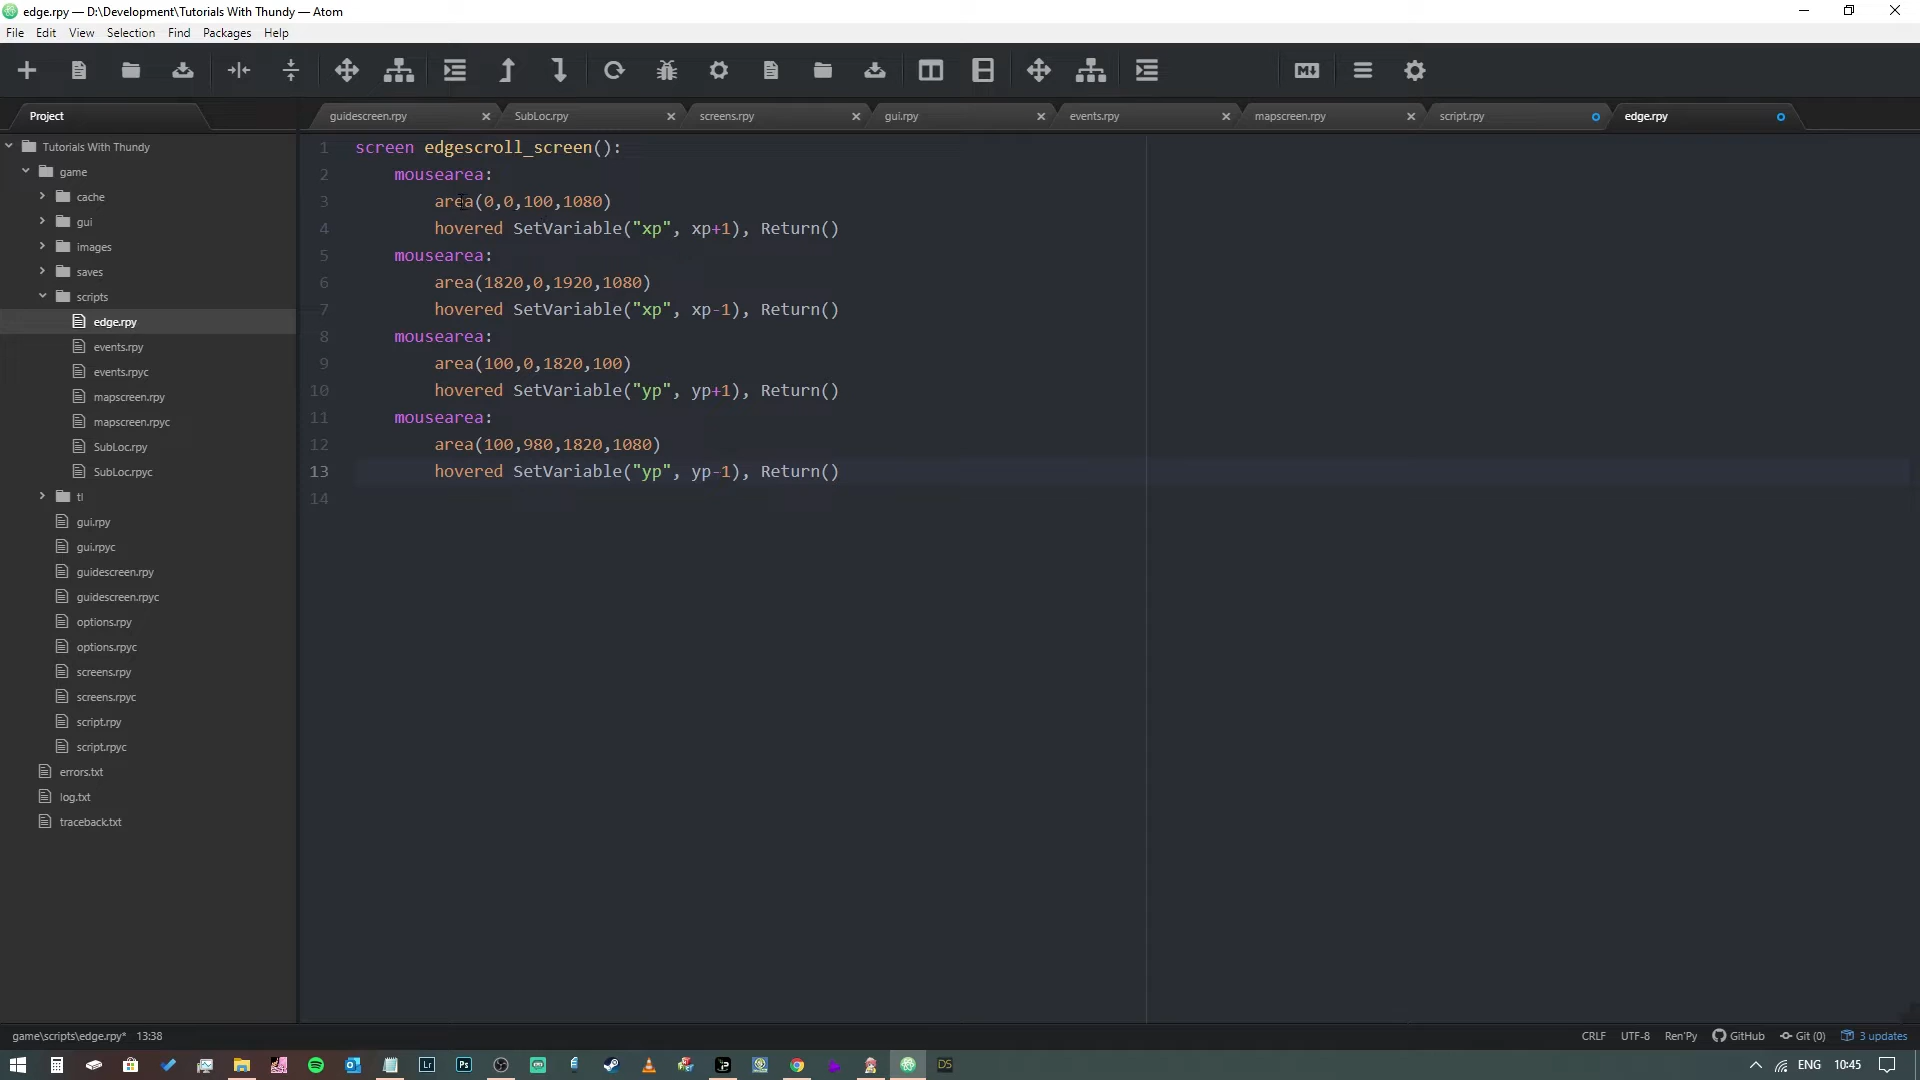 edge.rpy — D:\Development\Tutorials With Thundy — Atom
File Edit View Selection Find Packages Help
M
Project
guidescreen.rpy SubLoc.rpy screens.rpy gui.rpy events.rpy mapscreen.rpy script.rpy edge.rpy
Tutorials With Thundy
game
cache
gui
images
saves
scripts
edge.rpy
events.rpy
events.rpyc
mapscreen.rpy
mapscreen.rpyc
SubLoc.rpy
SubLoc.rpyc
tl
gui.rpy
gui.rpyc
guidescreen.rpy
guidescreen.rpyc
options.rpy
options.rpyc
screens.rpy
screens.rpyc
script.rpy
script.rpyc
errors.txt
log.txt
traceback.txt
1 screen edgescroll_screen():
2 mousearea:
3 area(0,0,100,1080)
4 hovered SetVariable("xp", xp+1), Return()
5 mousearea:
6 area(1820,0,1920,1080)
7 hovered SetVariable("xp", xp-1), Return()
8 mousearea:
9 area(100,0,1820,100)
10 hovered SetVariable("yp", yp+1), Return()
11 mousearea:
12 area(100,980,1820,1080)
13 hovered SetVariable("yp", yp-1), Return()
14
game\scripts\edge.rpy* 13:38 CRLF UTF-8 Ren'Py GitHub Git (0) 3 updates
Lr Ps DS ENG 10:45